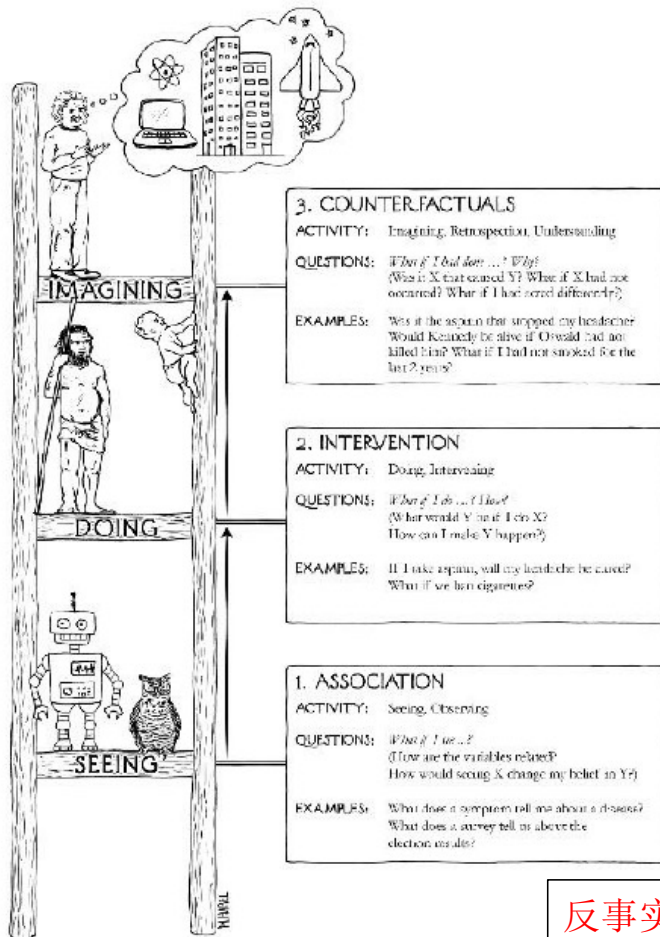 3. COUNTERFACTUALS
ACTIVITY: Imagining, Retrospection, Understanding
QUESTIONS: What if I had done ...? Why?
(Was it X that caused Y? What if X had not
occurred? What if I had acted differently?)
EXAMPLES: Was it the aspirin that stopped my headache?
Would Kennedy be alive if Oswald had not
killed him? What if I had not smoked for the
last 2 years?
IMAGINING
2. INTERVENTION
ACTIVITY: Doing, Intervening
QUESTIONS: What if I do ...? How?
(What would Y be if I do X?
How can I make Y happen?)
EXAMPLES: If I take aspirin, will my headache be cured?
What if we ban cigarettes?
DOING
1. ASSOCIATION
ACTIVITY: Seeing, Observing
QUESTIONS: What if I see ...?
(How are the variables related?
How would seeing X change my belief in Y?)
EXAMPLES: What does a symptom tell me about a disease?
What does a survey tell us about the
election results?
SEEING
反事实